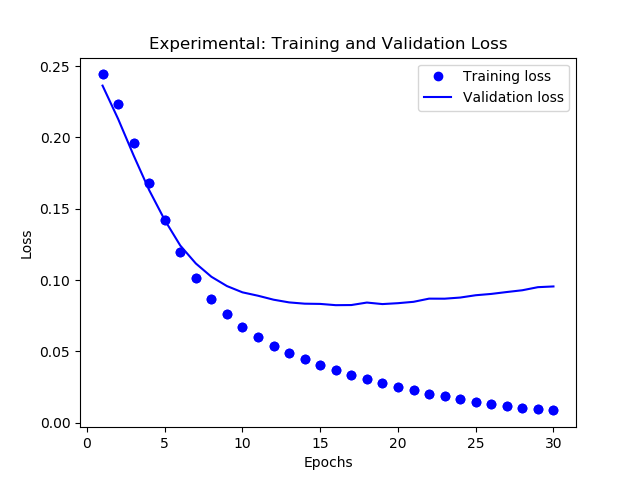 Experimental: Training and Validation Loss
Training loss
Validation loss
Loss
0.25
0.20
0.15
0.10
0.05
0.00
0 5 10 15 20 25 30
Epochs